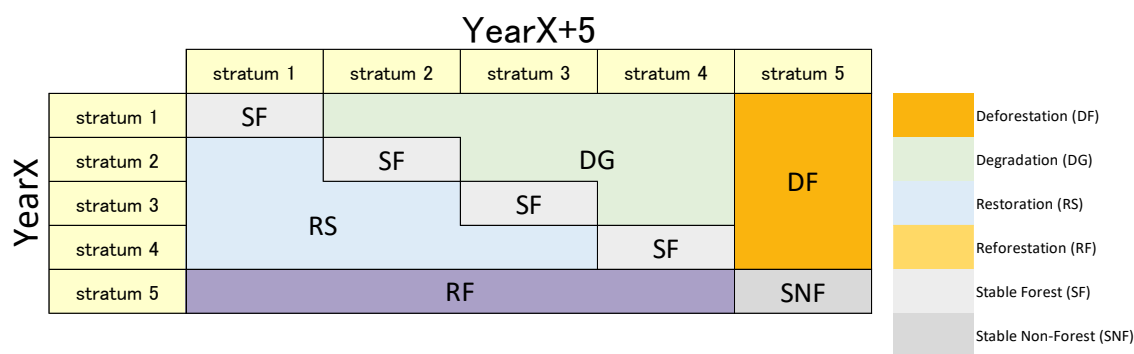 YearX+5
stratum 1 stratum 2 stratum 3 stratum 4 stratum 5
YearX
stratum 1 SF
stratum 2 SF DG
stratum 3 SF DF
RS
stratum 4 SF
stratum 5 RF SNF
Deforestation (DF)
Degradation (DG)
Restoration (RS)
Reforestation (RF)
Stable Forest (SF)
Stable Non-Forest (SNF)